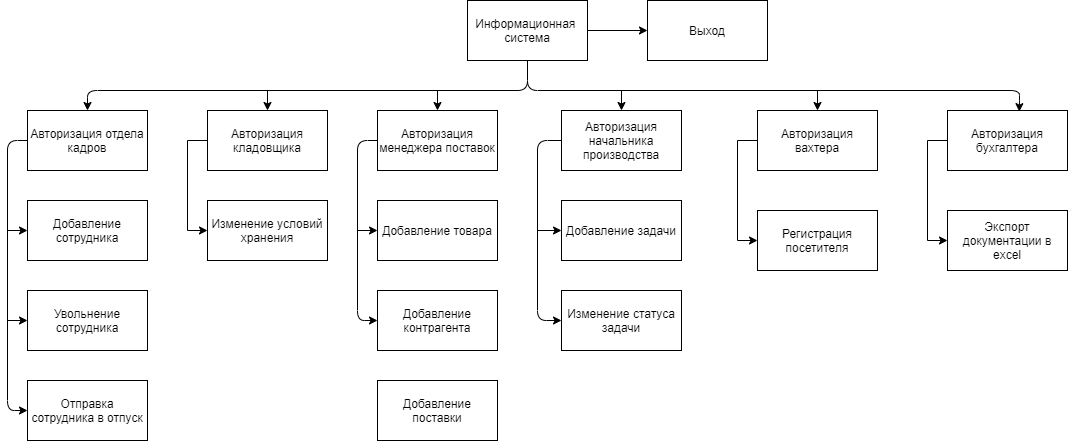 Информационная
система
Выход
Авторизация отдела
кадров
Авторизация
кладовщика
Авторизация
менеджера поставок
Авторизация
начальника
производства
Авторизация
вахтера
Авторизация
бухгалтера
Добавление
сотрудника
Изменение условий
хранения
Добавление товара
Добавление задачи
Регистрация
посетителя
Экспорт
документации в
excel
Увольнение
сотрудника
Добавление
контрагента
Изменение статуса
задачи
Отправка
сотрудника в отпуск
Добавление
поставки